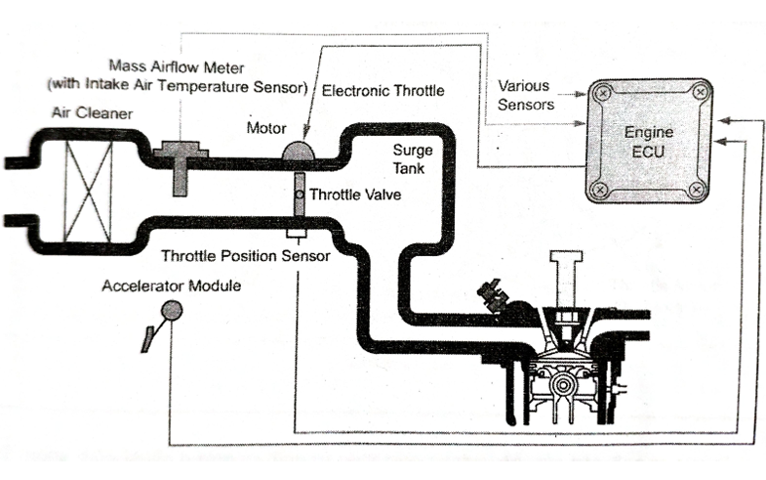 Mass Airflow Meter
(with Intake Air Temperature Sensor)
Electronic Throttle
Various
Sensors
Air Cleaner
Motor
Engine
ECU
Surge
Tank
Throttle Valve
Throttle Position Sensor
Accelerator Module